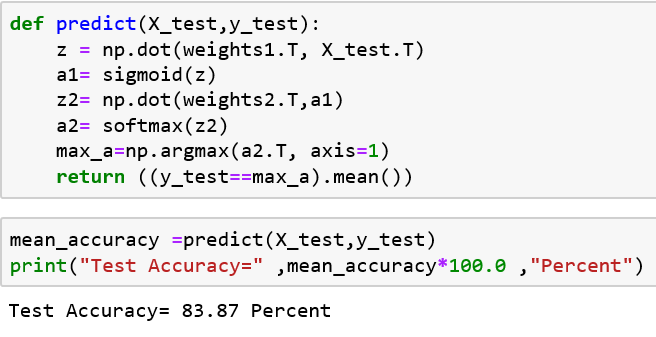 def predict(X_test,y_test):
    z = np.dot(weights1.T, X_test.T)
    a1= sigmoid(z)
    z2= np.dot(weights2.T,a1)
    a2= softmax(z2)
    max_a=np.argmax(a2.T, axis=1)
    return ((y_test==max_a).mean())
mean_accuracy =predict(X_test,y_test)
print("Test Accuracy=" ,mean_accuracy*100.0 ,"Percent")
Test Accuracy= 83.87 Percent